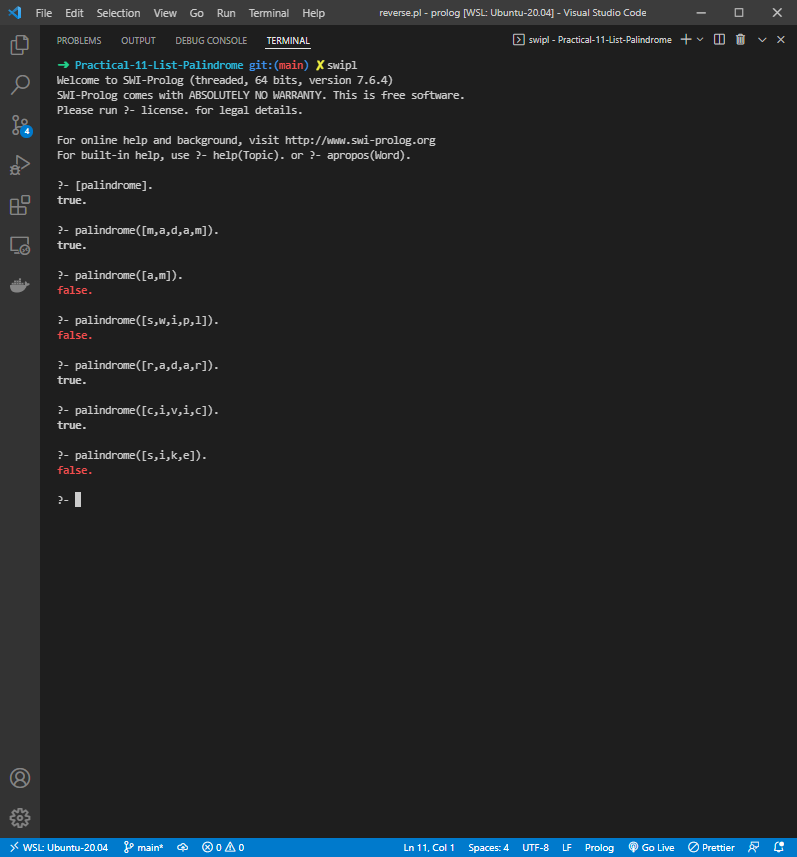 File Edit Selection View Go Run Terminal Help reverse.pl - prolog [WSL: Ubuntu-20.04] - Visual Studio Code
PROBLEMS OUTPUT DEBUG CONSOLE TERMINAL swipl - Practical-11-List-Palindrome
➜ Practical-11-List-Palindrome git:(main) ✗ swipl
Welcome to SWI-Prolog (threaded, 64 bits, version 7.6.4)
SWI-Prolog comes with ABSOLUTELY NO WARRANTY. This is free software.
Please run ?- license. for legal details.
For online help and background, visit http://www.swi-prolog.org
For built-in help, use ?- help(Topic). or ?- apropos(Word).
?- [palindrome].
true.
?- palindrome([m,a,d,a,m]).
true.
?- palindrome([a,m]).
false.
?- palindrome([s,w,i,p,l]).
false.
?- palindrome([r,a,d,a,r]).
true.
?- palindrome([c,i,v,i,c]).
true.
?- palindrome([s,i,k,e]).
false.
?-
4
WSL: Ubuntu-20.04 main* 0 0 Ln 11, Col 1 Spaces: 4 UTF-8 LF Prolog Go Live Prettier